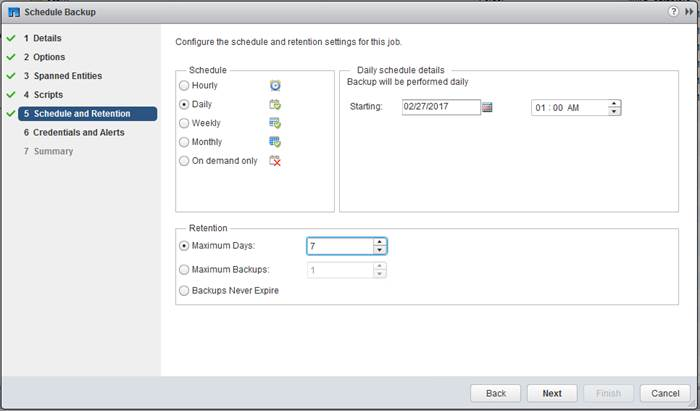 Schedule Backup
1 Details
2 Options
3 Spanned Entities
4 Scripts
5 Schedule and Retention
6 Credentials and Alerts
7 Summary
Configure the schedule and retention settings for this job.
Schedule
Hourly
Daily
Weekly
Monthly
On demand only
Daily schedule details
Backup will be performed daily
Starting: 02/27/2017 01 : 00 AM
Retention
Maximum Days: 7
Maximum Backups: 1
Backups Never Expire
Back Next Finish Cancel